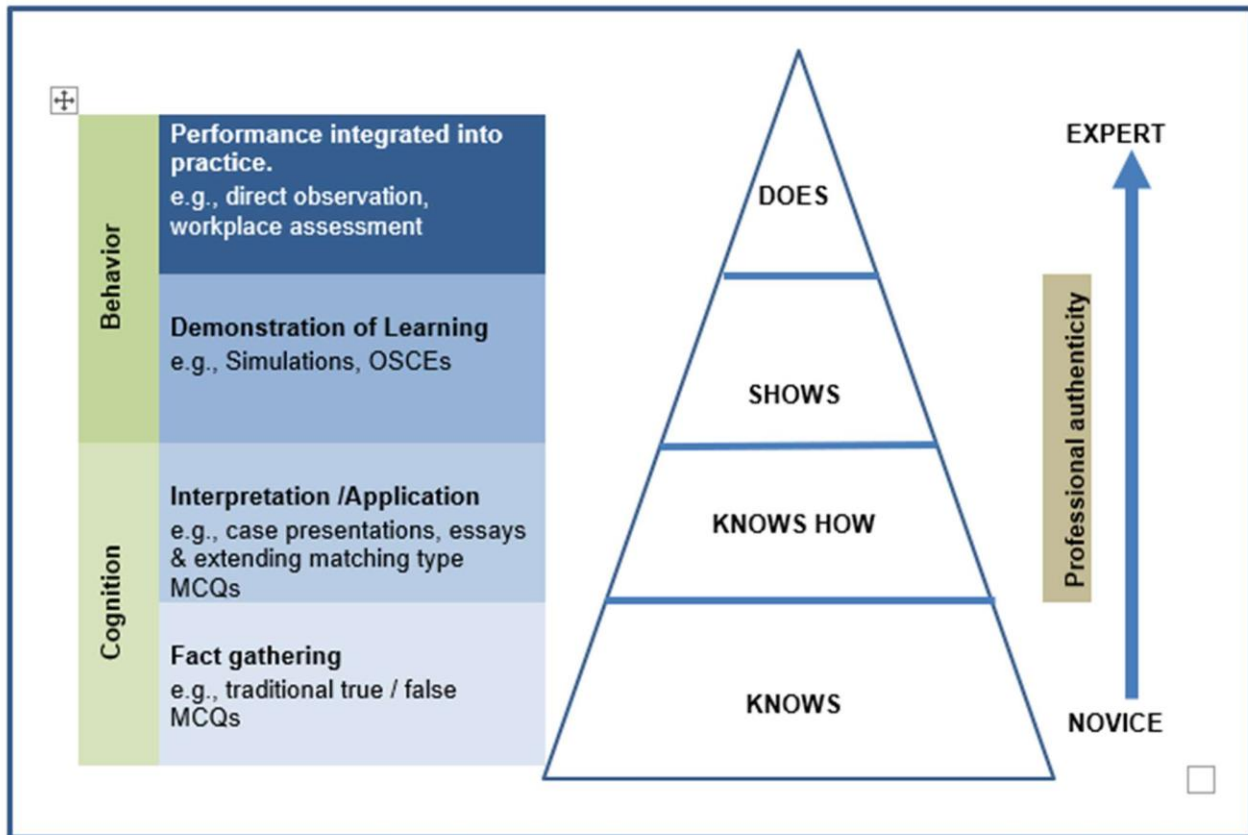 Behavior
Performance integrated into
practice.
e.g., direct observation,
workplace assessment
Demonstration of Learning
e.g., Simulations, OSCEs
Cognition
Interpretation /Application
e.g., case presentations, essays
& extending matching type
MCQs
Fact gathering
e.g., traditional true / false
MCQs
DOES
SHOWS
KNOWS HOW
KNOWS
EXPERT
Professional authenticity
NOVICE